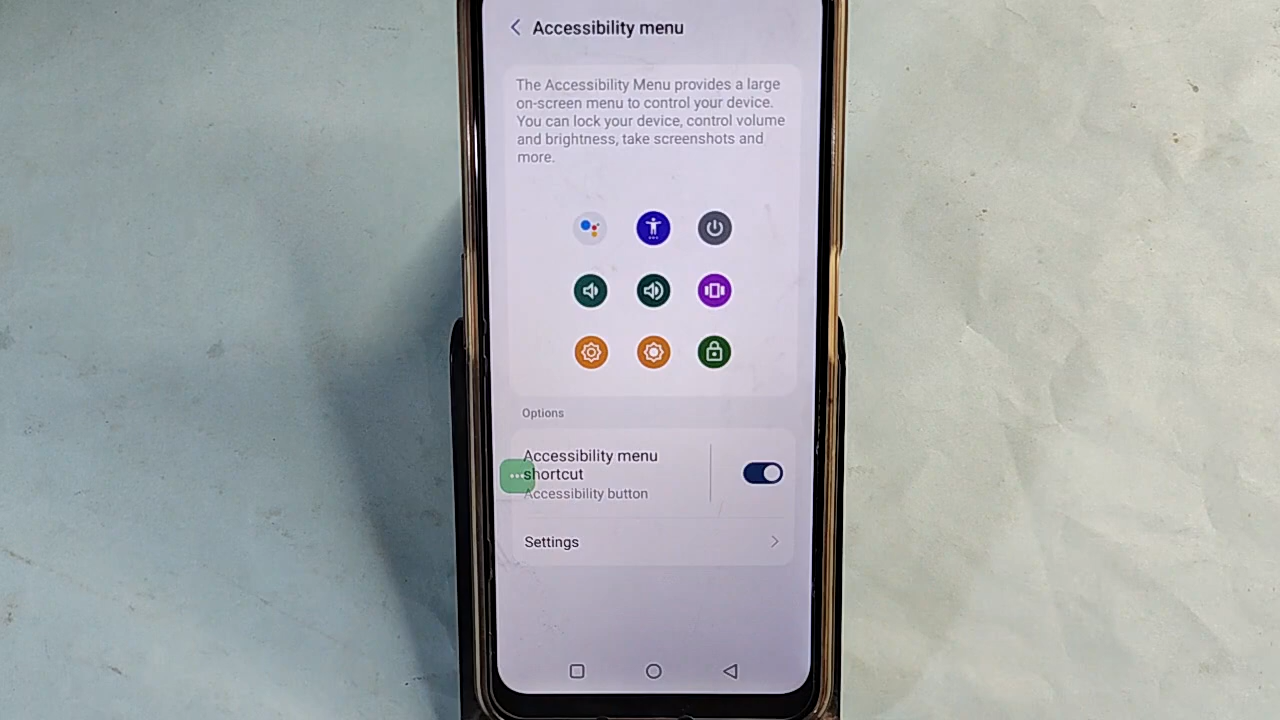 Accessibility menu
The Accessibility Menu provides a large
on-screen menu to control your device.
You can lock your device, control volume
and brightness, take screenshots and
more.
Options
Accessibility menu
shortcut
Accessibility button
Settings